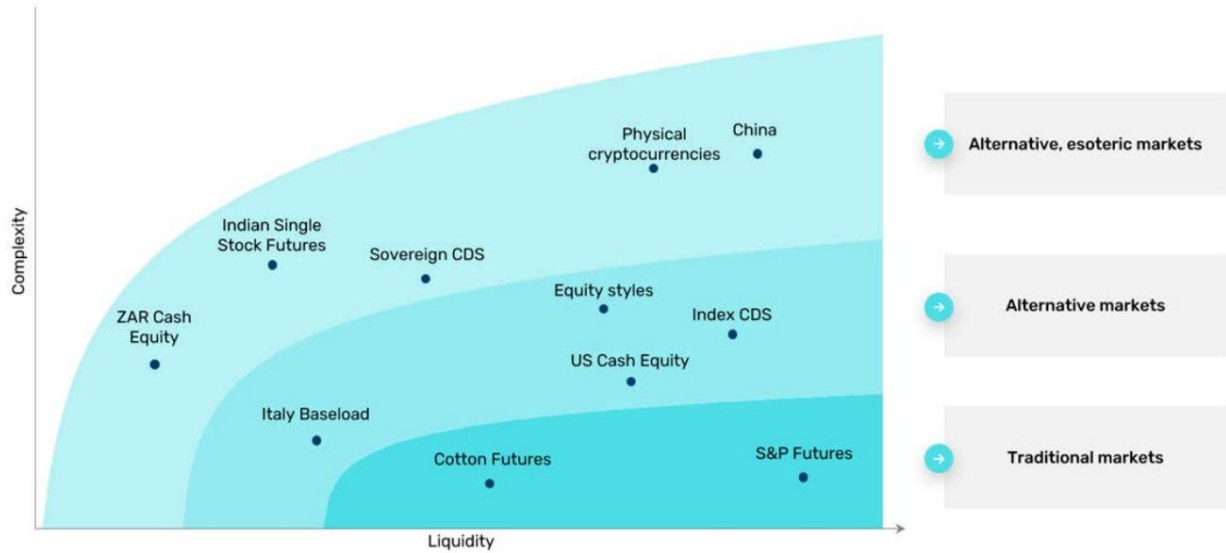 Complexity
Physical
cryptocurrencies
China
Indian Single
Stock Futures
Sovereign CDS
Equity styles
Index CDS
ZAR Cash
Equity
US Cash Equity
Italy Baseload
Cotton Futures
S&P Futures
Liquidity
Alternative, esoteric markets
Alternative markets
Traditional markets